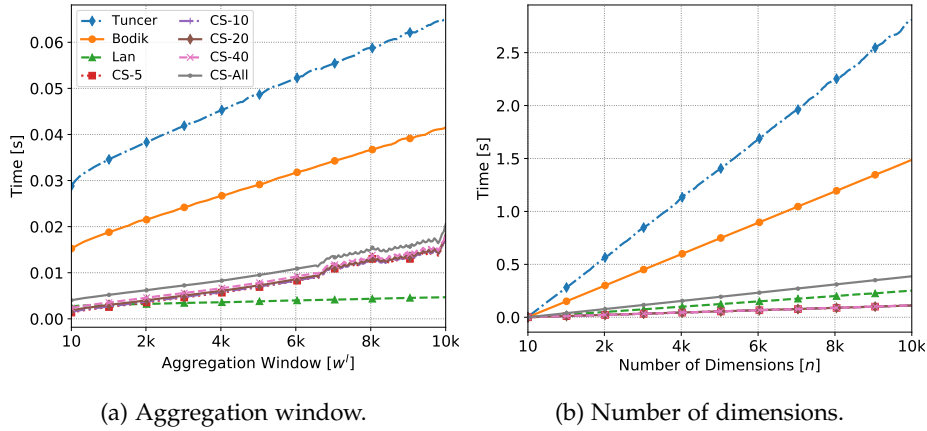 Tuncer
Bodik
Lan
CS-5
CS-10
CS-20
CS-40
CS-All
0.06
0.05
0.04
0.03
0.02
0.01
0.00
Time [s]
10 2k 4k 6k 8k 10k
Aggregation Window [w^l]
(a) Aggregation window.
2.5
2.0
1.5
1.0
0.5
0.0
Time [s]
10 2k 4k 6k 8k 10k
Number of Dimensions [n]
(b) Number of dimensions.